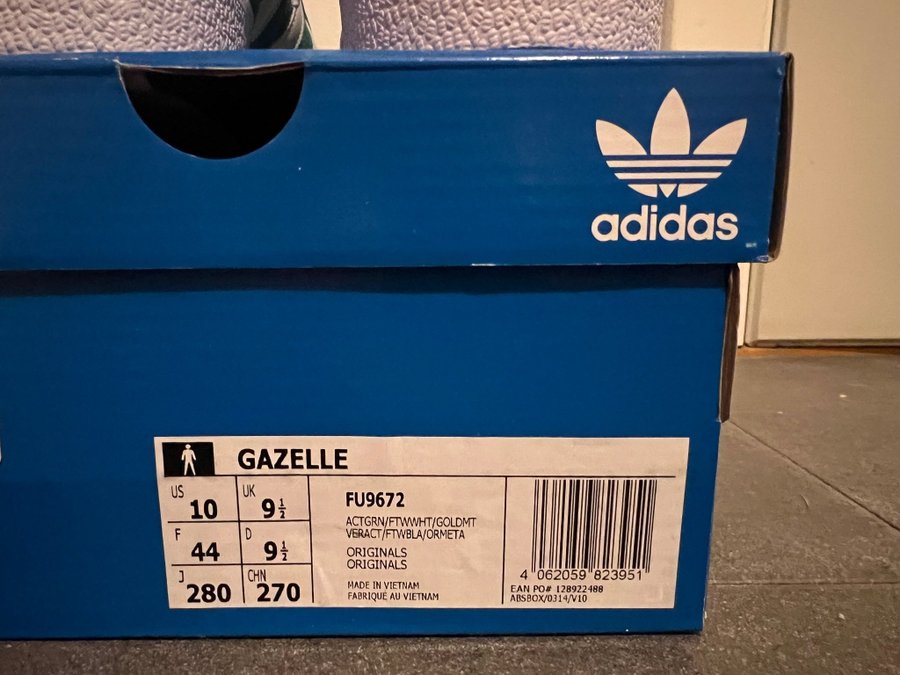 adidas
GAZELLE
US 10 UK 9½
F 44 D 9½
J 280 CHN 270
FU9672
ACTGRN/FTWWHT/GOLDMT
VERACT/FTWBLA/ORMETA
ORIGINALS
ORIGINALS
MADE IN VIETNAM
FABRIQUE AU VIETNAM
4 062059 823951
EAN PO# 128922488
ABSBOX/0314/V10